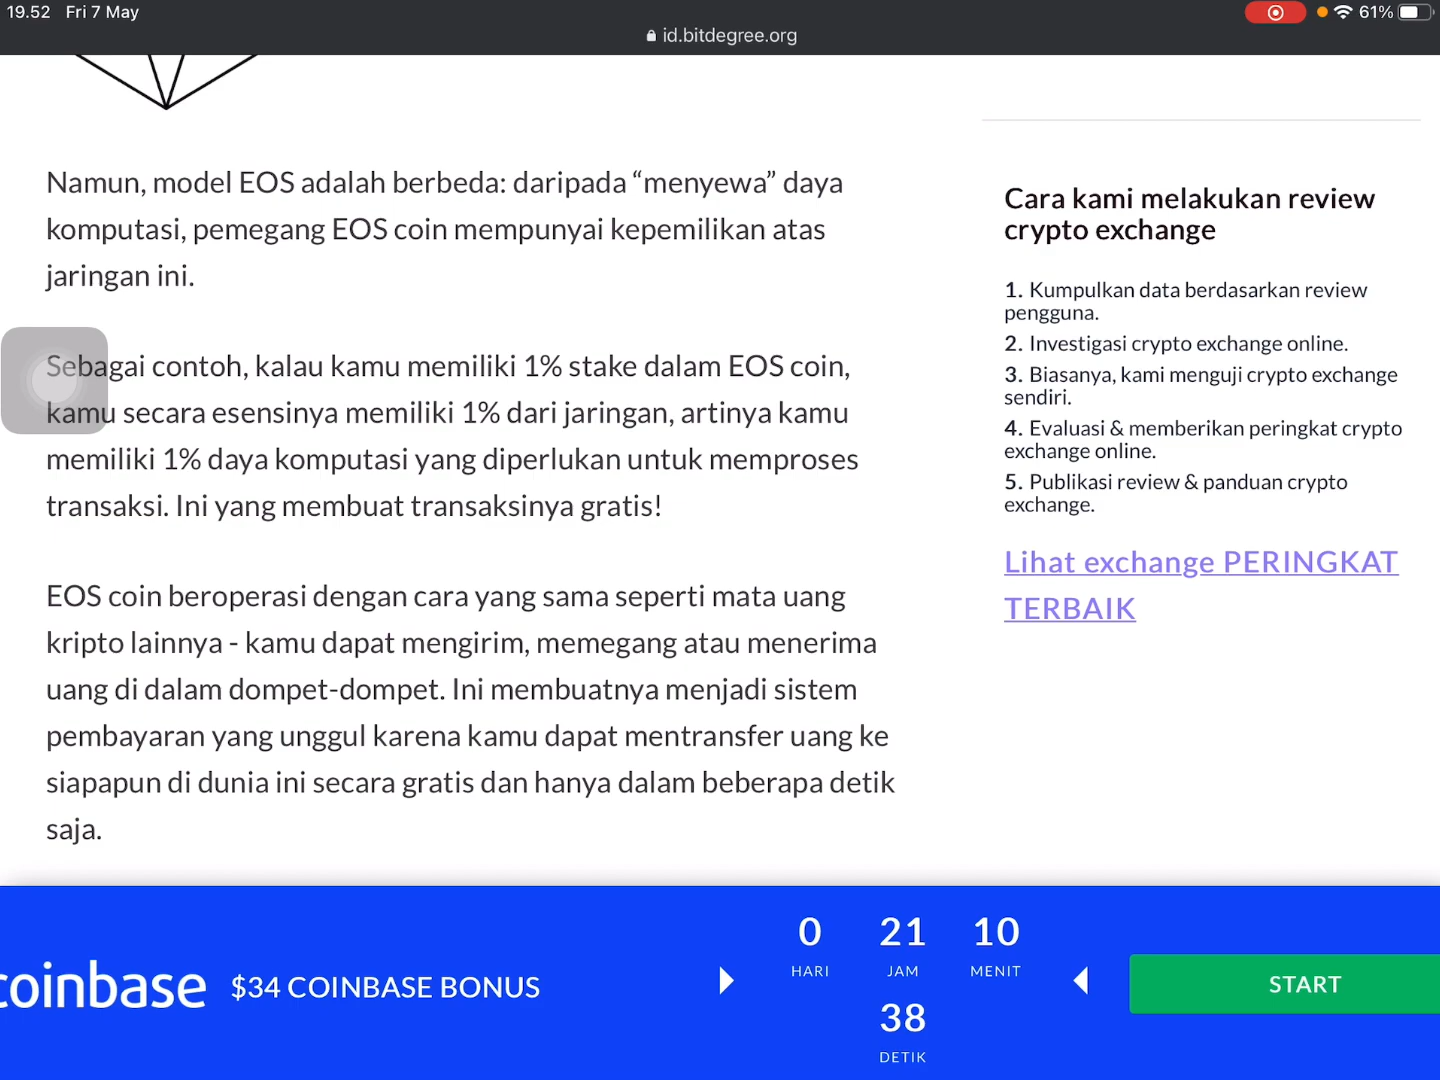 19.52 Fri 7 May
61%
id.bitdegree.org
Namun, model EOS adalah berbeda: daripada “menyewa” daya
komputasi, pemegang EOS coin mempunyai kepemilikan atas
jaringan ini.
Sebagai contoh, kalau kamu memiliki 1% stake dalam EOS coin,
kamu secara esensinya memiliki 1% dari jaringan, artinya kamu
memiliki 1% daya komputasi yang diperlukan untuk memproses
transaksi. Ini yang membuat transaksinya gratis!
EOS coin beroperasi dengan cara yang sama seperti mata uang
kripto lainnya - kamu dapat mengirim, memegang atau menerima
uang di dalam dompet-dompet. Ini membuatnya menjadi sistem
pembayaran yang unggul karena kamu dapat mentransfer uang ke
siapapun di dunia ini secara gratis dan hanya dalam beberapa detik
saja.
Cara kami melakukan review
crypto exchange
1. Kumpulkan data berdasarkan review
pengguna.
2. Investigasi crypto exchange online.
3. Biasanya, kami menguji crypto exchange
sendiri.
4. Evaluasi & memberikan peringkat crypto
exchange online.
5. Publikasi review & panduan crypto
exchange.
Lihat exchange PERINGKAT
TERBAIK
coinbase
$34 COINBASE BONUS
0 21 10
HARI JAM MENIT
38
DETIK
START